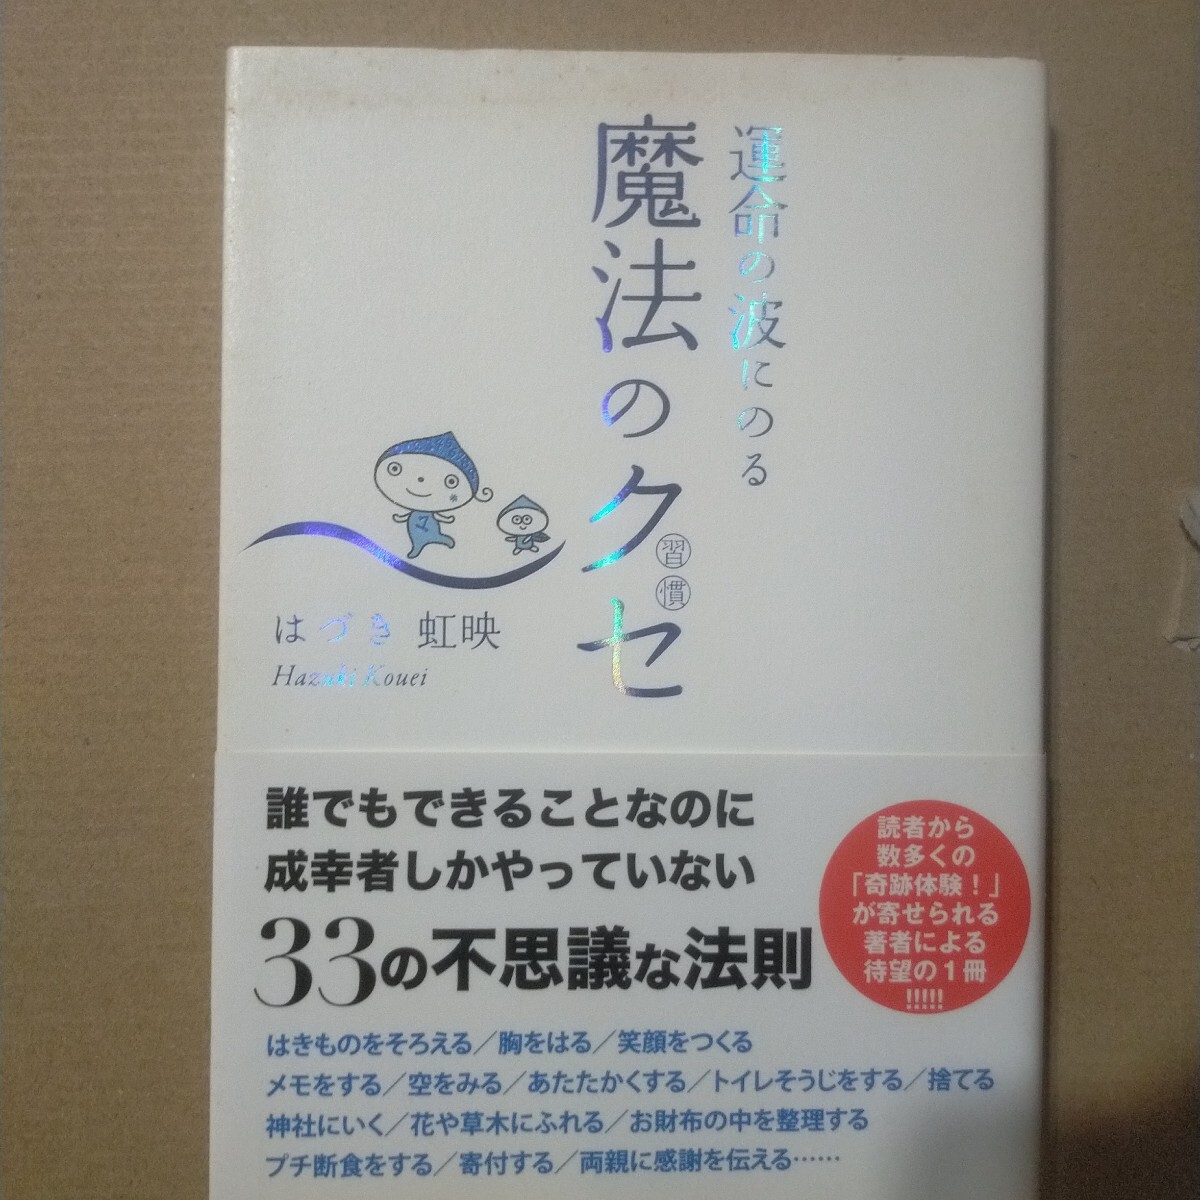 運命の波にのる
魔法のクセ
習慣
はづき 虹映
Hazuki Kouei
誰でもできることなのに
成幸者しかやっていない
33の不思議な法則
読者から
数多くの
「奇跡体験！」
が寄せられる
著者による
待望の1冊
!!!!!
はきものをそろえる／胸をはる／笑顔をつくる
メモをする／空をみる／あたたかくする／トイレそうじをする／捨てる
神社にいく／花や草木にふれる／お財布の中を整理する
プチ断食をする／寄付する／両親に感謝を伝える……